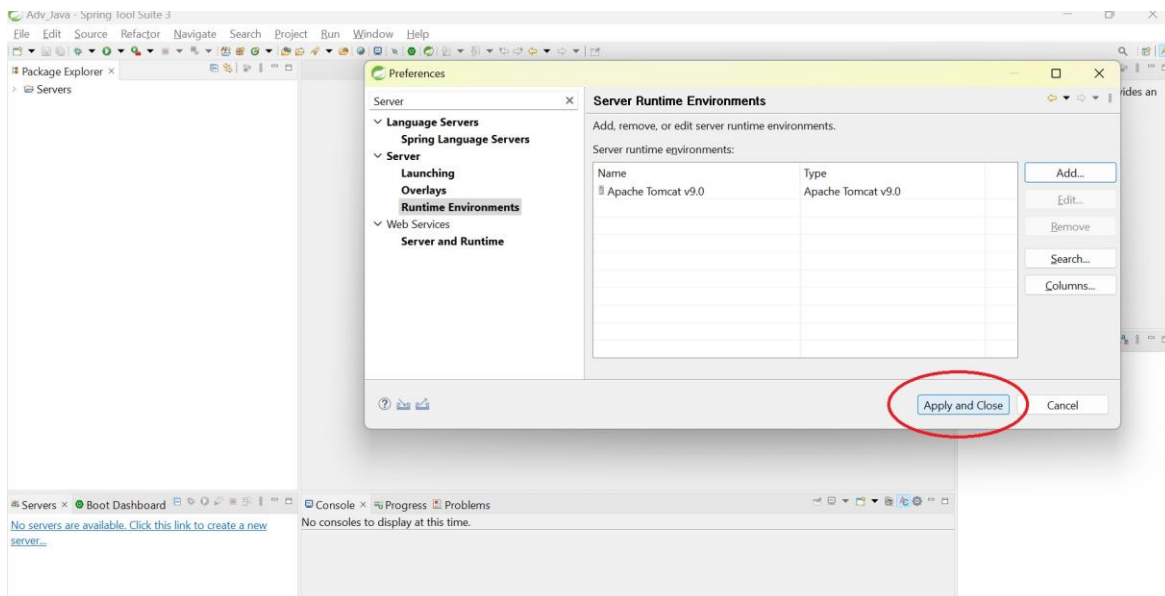 Adv_Java - Spring Tool Suite 3
File Edit Source Refactor Navigate Search Project Run Window Help
Package Explorer
Servers
Preferences
Server
Language Servers
Spring Language Servers
Server
Launching
Overlays
Runtime Environments
Web Services
Server and Runtime
Server Runtime Environments
Add, remove, or edit server runtime environments.
Server runtime environments:
Name Type
Apache Tomcat v9.0 Apache Tomcat v9.0
Add...
Edit...
Remove
Search...
Columns...
Apply and Close Cancel
vides an
Servers Boot Dashboard
No servers are available. Click this link to create a new
server...
Console Progress Problems
No consoles to display at this time.